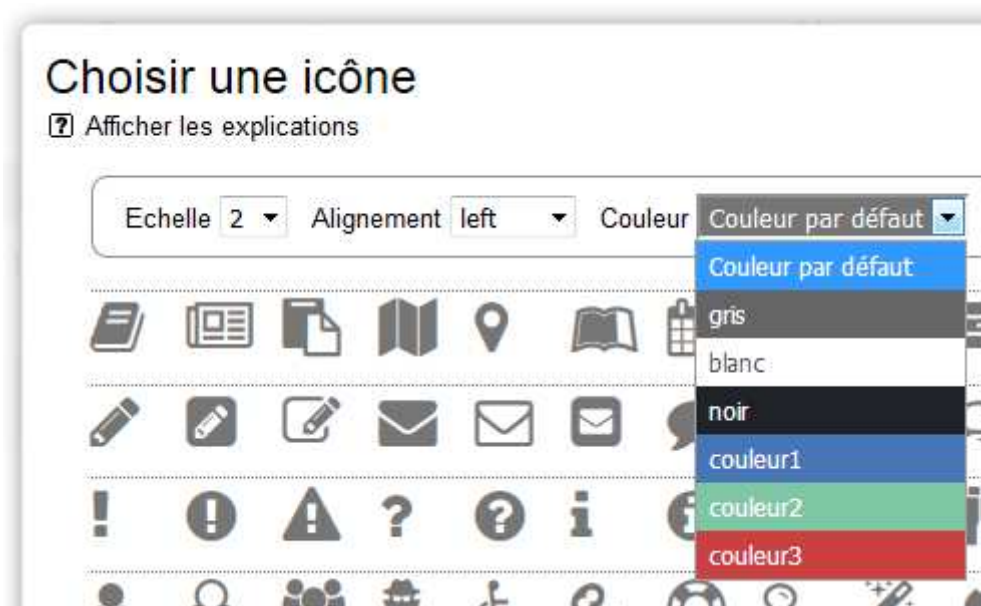 Choisir une icône
? Afficher les explications
Echelle 2 Alignement left Couleur Couleur par défaut
Couleur par défaut
gris
blanc
noir
couleur1
couleur2
couleur3